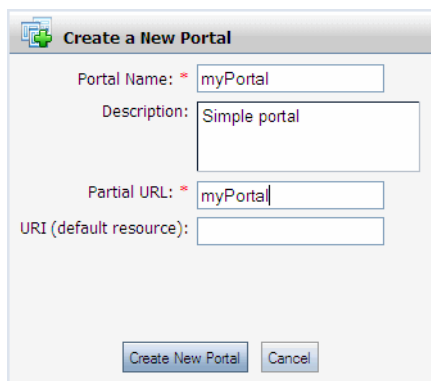 Create a New Portal
Portal Name: * myPortal
Description: Simple portal
Partial URL: * myPortal
URI (default resource):
Create New Portal Cancel